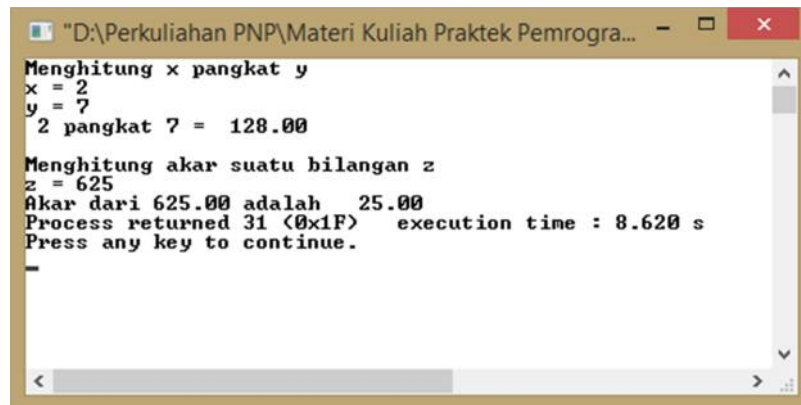 "D:\Perkuliahan PNP\Materi Kuliah Praktek Pemrogra...
Menghitung x pangkat y
x = 2
y = 7
2 pangkat 7 =  128.00
Menghitung akar suatu bilangan z
z = 625
Akar dari 625.00 adalah   25.00
Process returned 31 (0x1F)   execution time : 8.620 s
Press any key to continue.